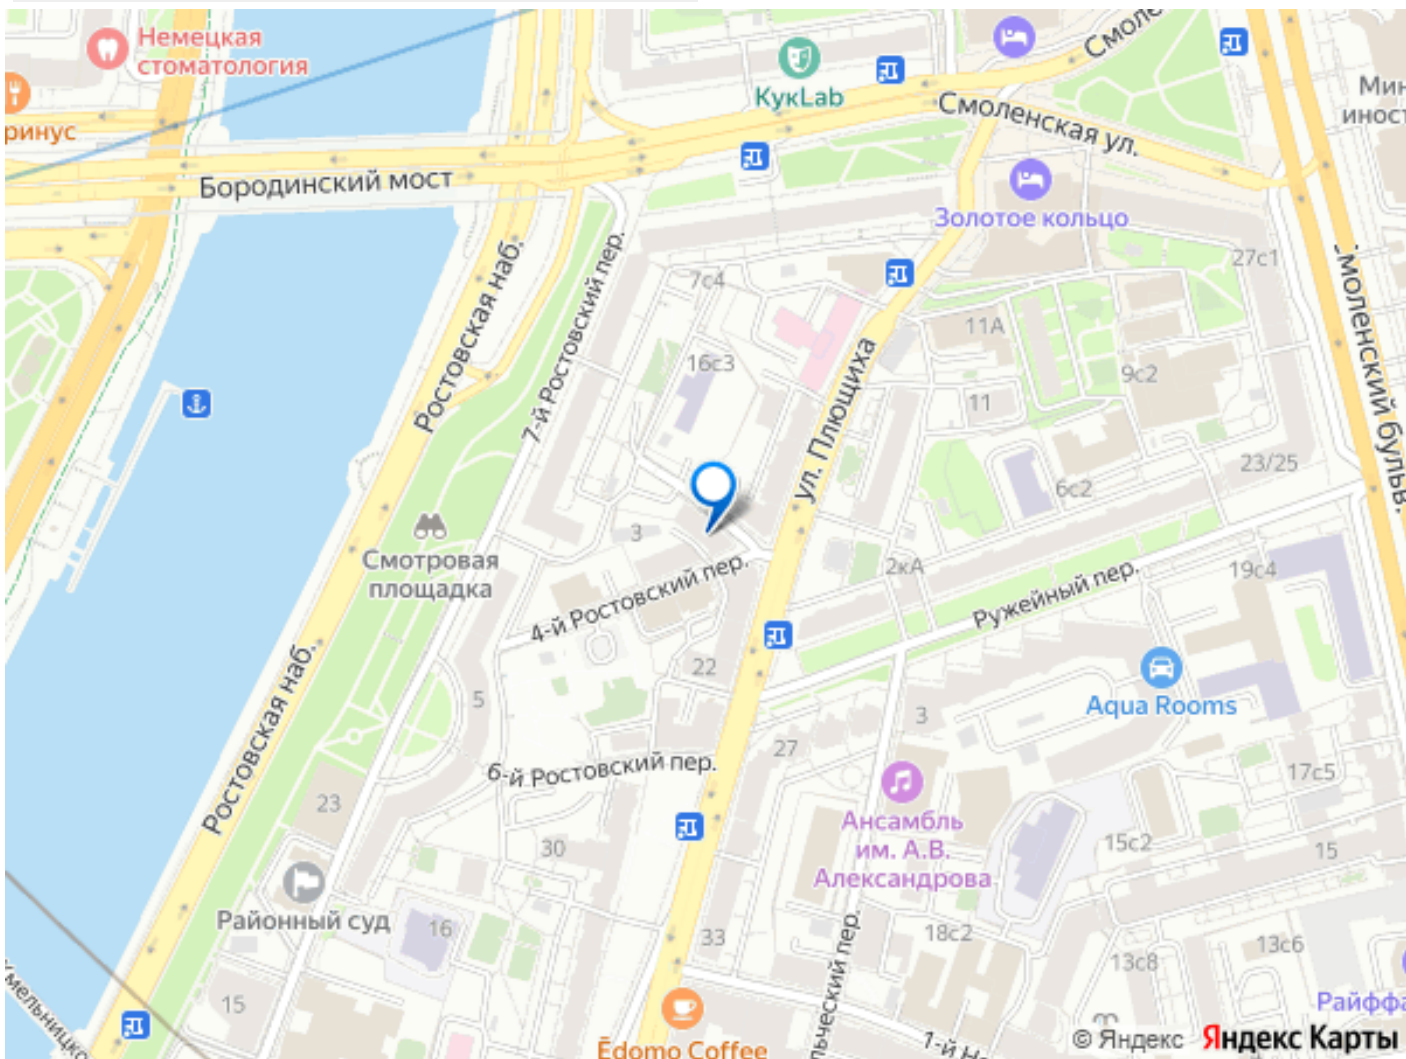 Немецкая
стоматология
КукLab
Смоленская ул.
ринус
Бородинский мост
Золотое кольцо
27с1
7с4
Ростовская наб.
7-й Ростовский пер.
11А
16с3
9с2
11
ул. Плющиха
Смоленский бульв.
23/25
6с2
3
Смотровая
площадка
2кА
19с4
4-й Ростовский пер.
Ружейный пер.
22
5
Aqua Rooms
3
Ростовская наб.
27
6-й Ростовский пер.
17с5
23
Ансамбль
им. А.В.
Александрова
30
15с2
15
Районный суд
16
33
18с2
13с6
13с8
15
Ēdomo Coffee
© Яндекс Яндекс Карты